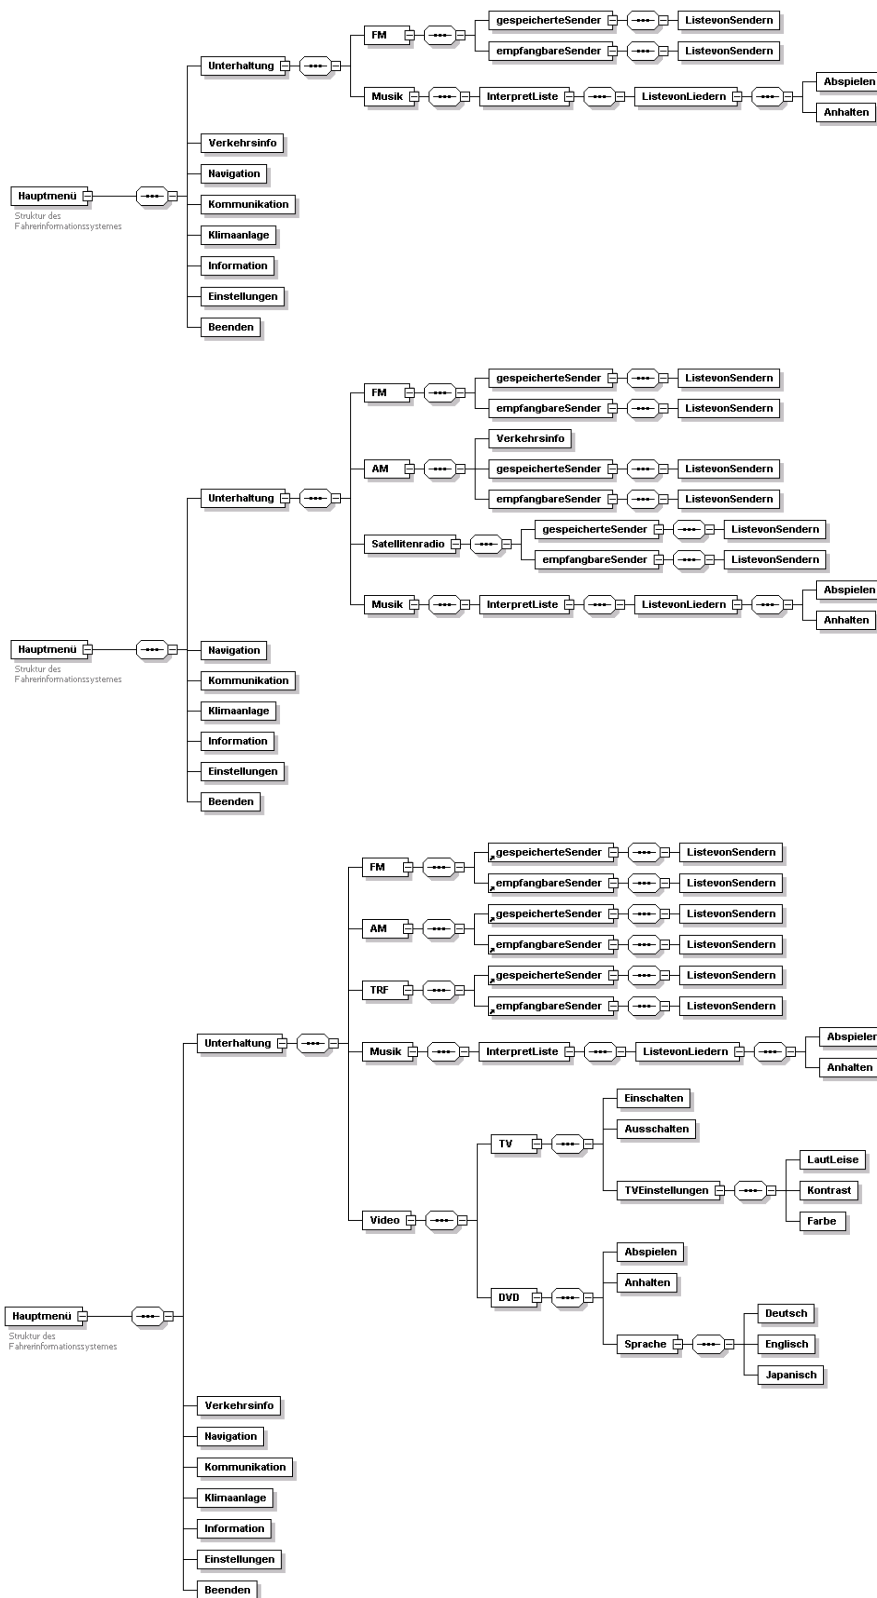 FM
gespeicherteSender
ListevonSendern
empfangbareSender
ListevonSendern
Unterhaltung
Musik
InterpretListe
ListevonLiedern
Abspielen
Anhalten
Verkehrsinfo
Navigation
Hauptmenü
Struktur des
Fahrerinformationssystemes
Kommunikation
Klimaanlage
Information
Einstellungen
Beenden
FM
gespeicherteSender
ListevonSendern
empfangbareSender
ListevonSendern
Verkehrsinfo
AM
gespeicherteSender
ListevonSendern
empfangbareSender
ListevonSendern
Unterhaltung
Satellitenradio
gespeicherteSender
ListevonSendern
empfangbareSender
ListevonSendern
Musik
InterpretListe
ListevonLiedern
Abspielen
Anhalten
Hauptmenü
Struktur des
Fahrerinformationssystemes
Navigation
Kommunikation
Klimaanlage
Information
Einstellungen
Beenden
FM
gespeicherteSender
ListevonSendern
empfangbareSender
ListevonSendern
AM
gespeicherteSender
ListevonSendern
empfangbareSender
ListevonSendern
TRF
gespeicherteSender
ListevonSendern
empfangbareSender
ListevonSendern
Unterhaltung
Musik
InterpretListe
ListevonLiedern
Abspielen
Anhalten
Video
TV
Einschalten
Ausschalten
TVEinstellungen
LautLeise
Kontrast
Farbe
DVD
Abspielen
Anhalten
Sprache
Deutsch
Englisch
Japanisch
Hauptmenü
Struktur des
Fahrerinformationssystemes
Verkehrsinfo
Navigation
Kommunikation
Klimaanlage
Information
Einstellungen
Beenden